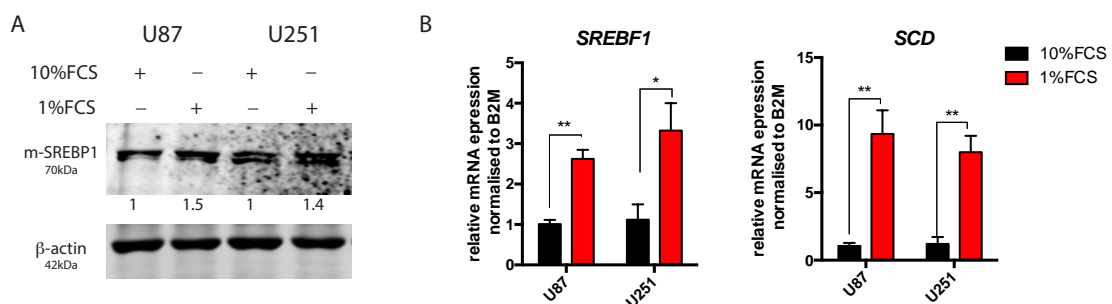 A
U87 U251
10%FCS + – + –
1%FCS – + – +
m-SREBP1
70kDa
1 1.5 1 1.4
β-actin
42kDa
B
SREBF1
relative mRNA epression
normalised to B2M
5
4
3
2
1
0
**
*
U87
U251
SCD
relative mRNA epression
normalised to B2M
15
10
5
0
**
**
U87
U251
10%FCS
1%FCS